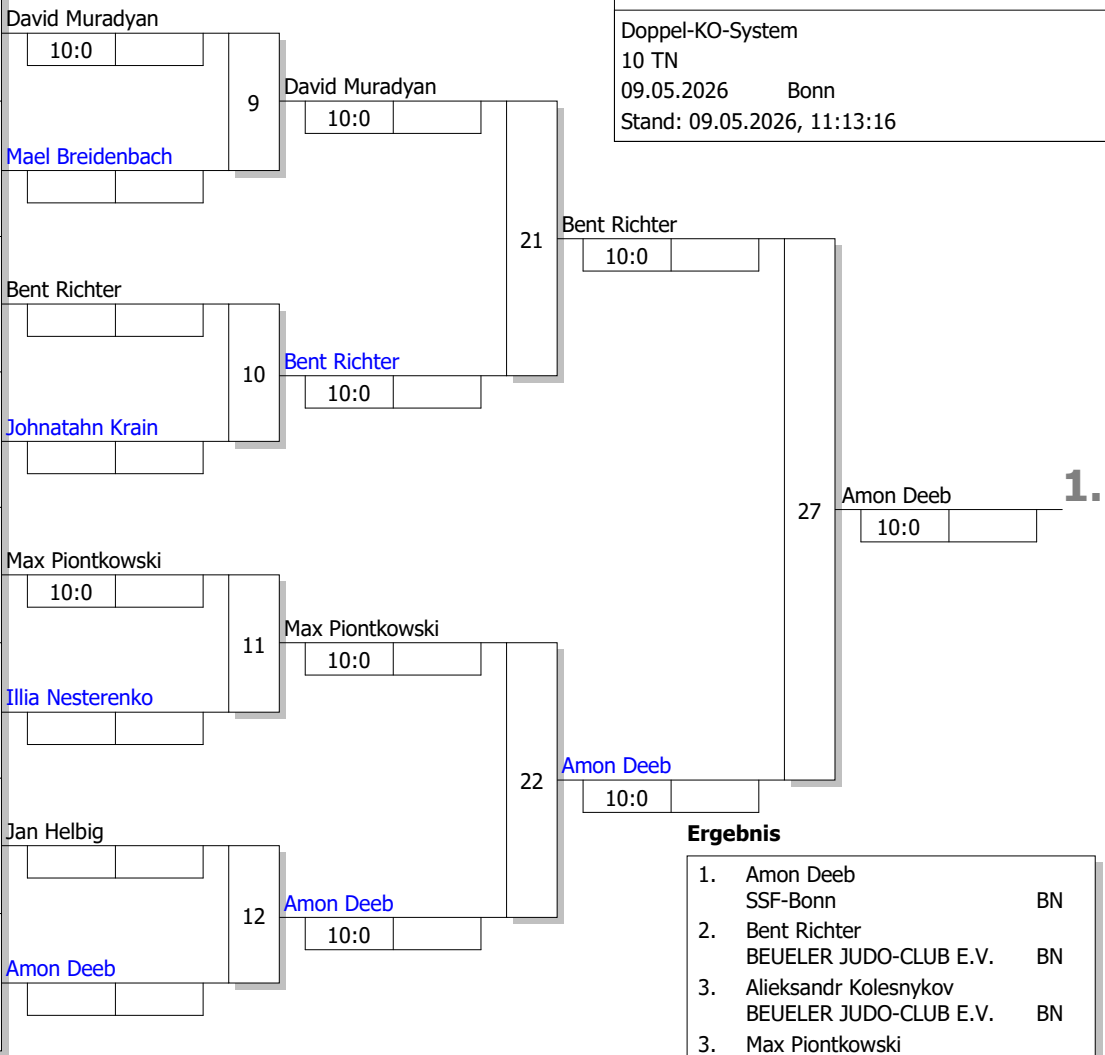 David Muradyan
10:0
9
Mael Breidenbach
David Muradyan
10:0
Doppel-KO-System
10 TN
09.05.2026 Bonn
Stand: 09.05.2026, 11:13:16
Bent Richter
10
Johnatahn Krain
Bent Richter
10:0
21
Bent Richter
10:0
Max Piontkowski
10:0
11
Illia Nesterenko
Max Piontkowski
10:0
Jan Helbig
12
Amon Deeb
Amon Deeb
10:0
22
Amon Deeb
10:0
27
Amon Deeb
10:0
1.
Ergebnis
1. Amon Deeb
SSF-Bonn BN
2. Bent Richter
BEUELER JUDO-CLUB E.V. BN
3. Alieksandr Kolesnykov
BEUELER JUDO-CLUB E.V. BN
3. Max Piontkowski